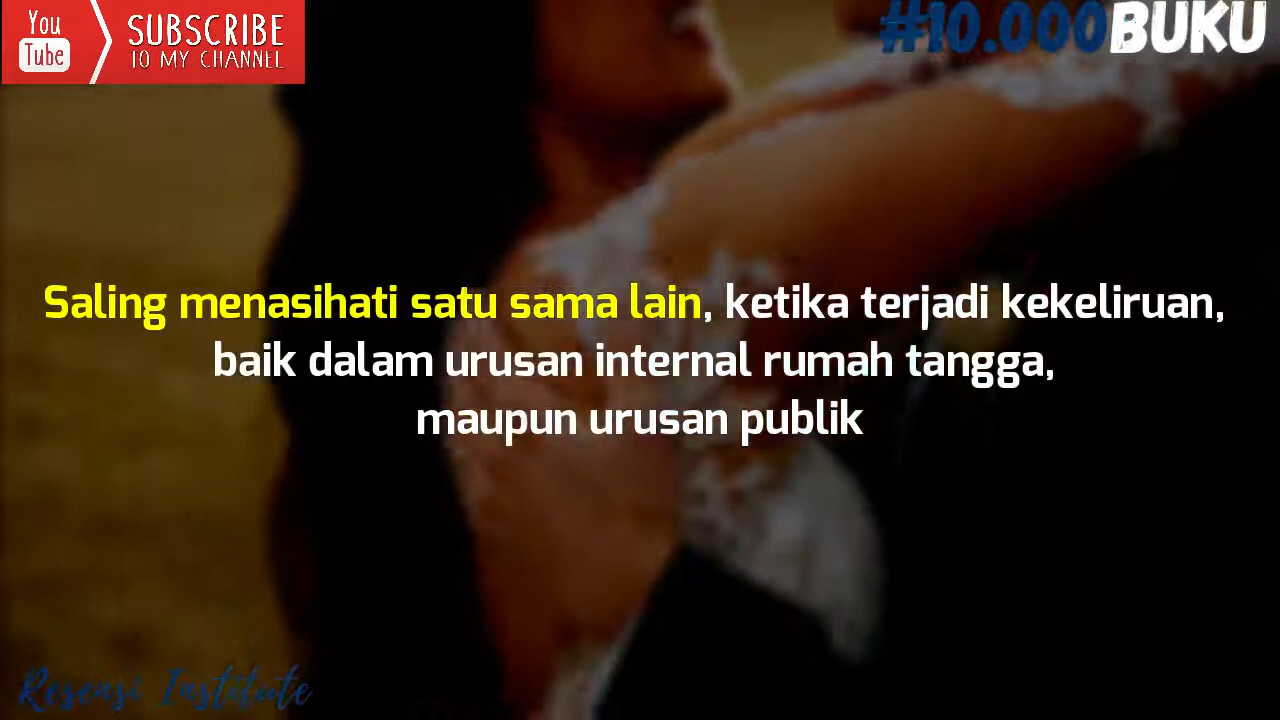 You
Tube
SUBSCRIBE
TO MY CHANNEL
#10.000BUKU
Saling menasihati satu sama lain, ketika terjadi kekeliruan,
baik dalam urusan internal rumah tangga,
maupun urusan publik
Resensi Institute